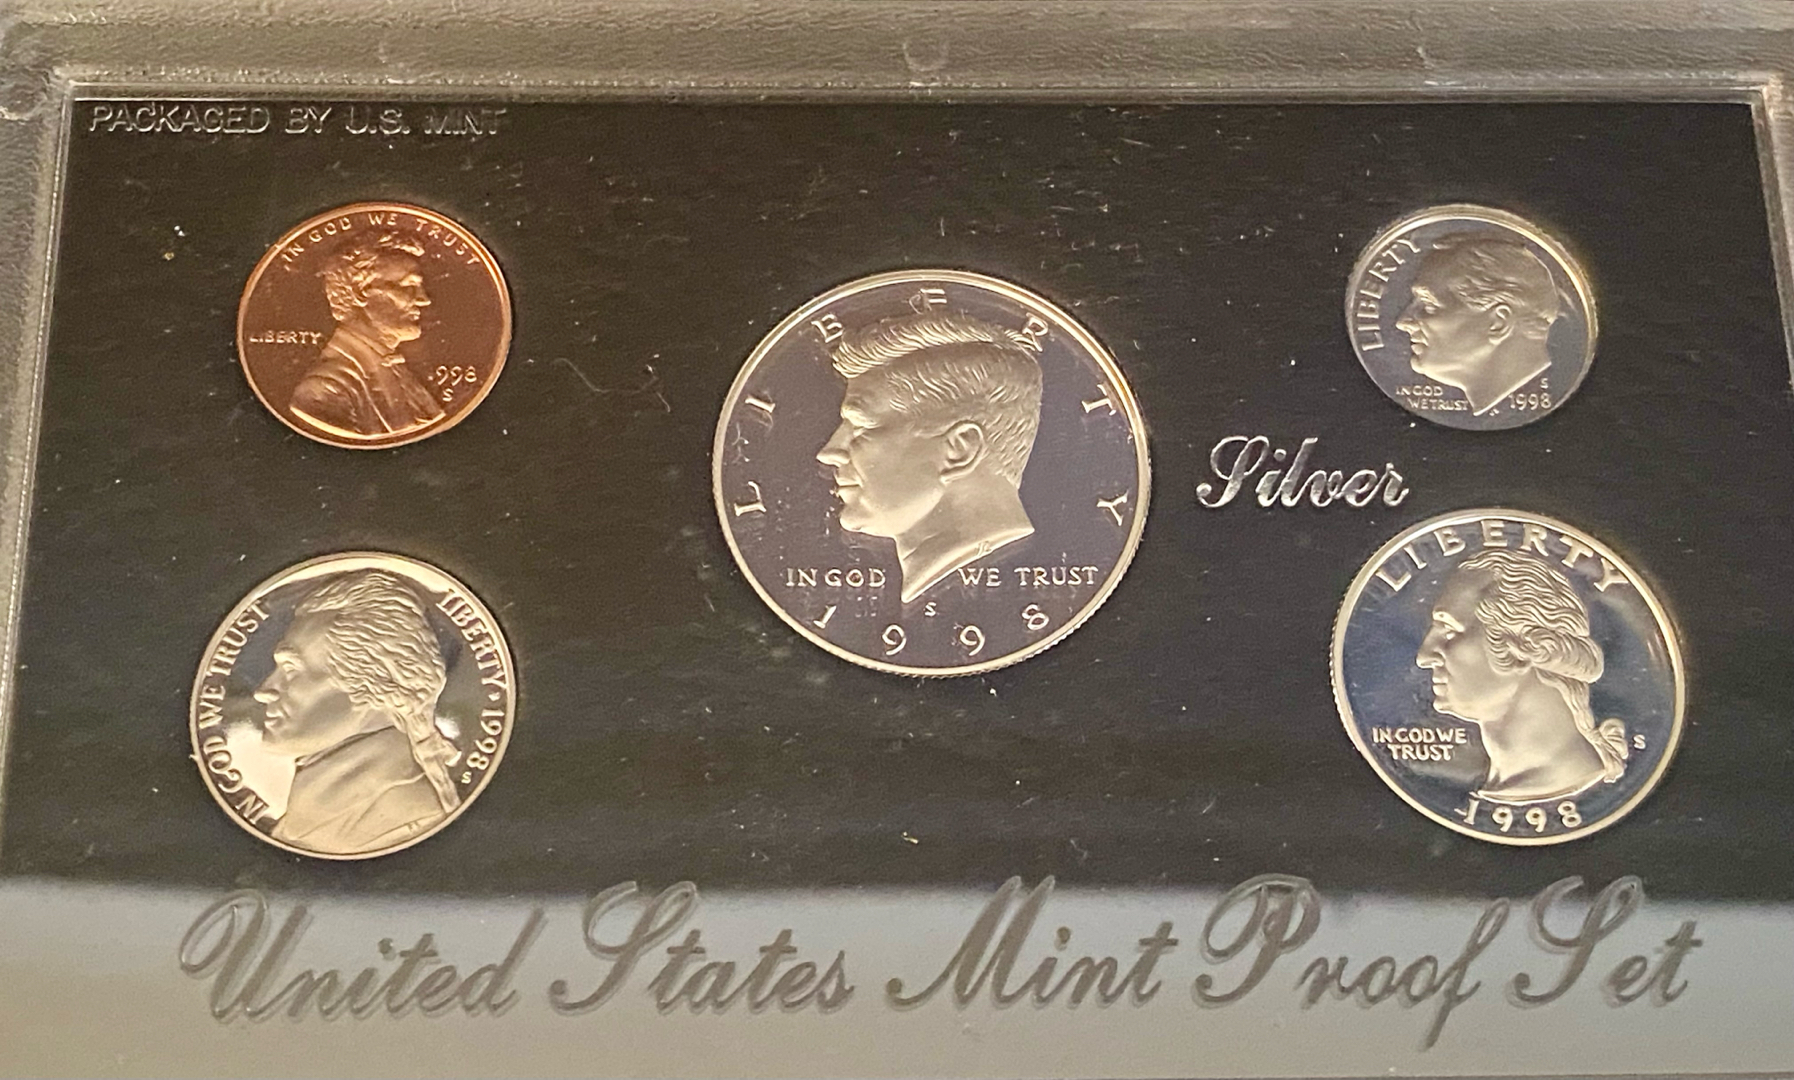 PACKAGED BY U.S. MINT
IN GOD WE TRUST
LIBERTY
1998
S
LIBERTY
IN GOD WE TRUST
S
1998
LIBERTY
IN GOD
WE TRUST
S
1998
Silver
IN GOD WE TRUST
LIBERTY • 1998
S
LIBERTY
IN GOD WE
TRUST
S
1998
United States Mint Proof Set